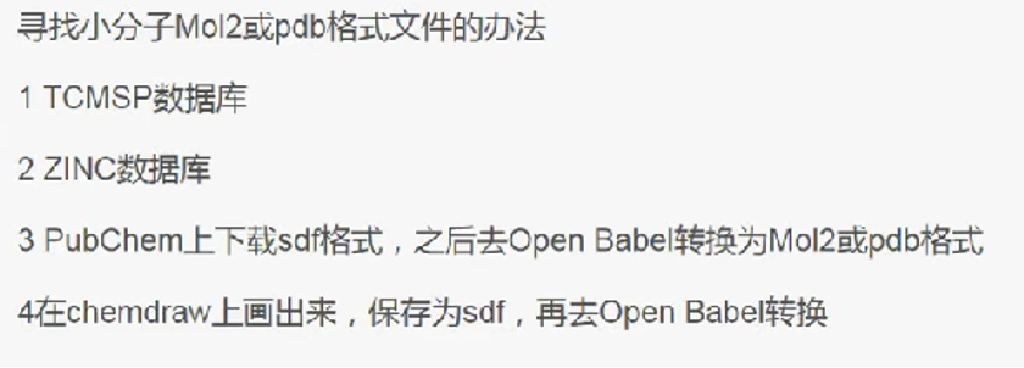 寻找小分子Mol2或pdb格式文件的办法
1 TCMSP数据库
2 ZINC数据库
3 PubChem上下载sdf格式，之后去Open Babel转换为Mol2或pdb格式
4在chemdraw上画出来，保存为sdf，再去Open Babel转换